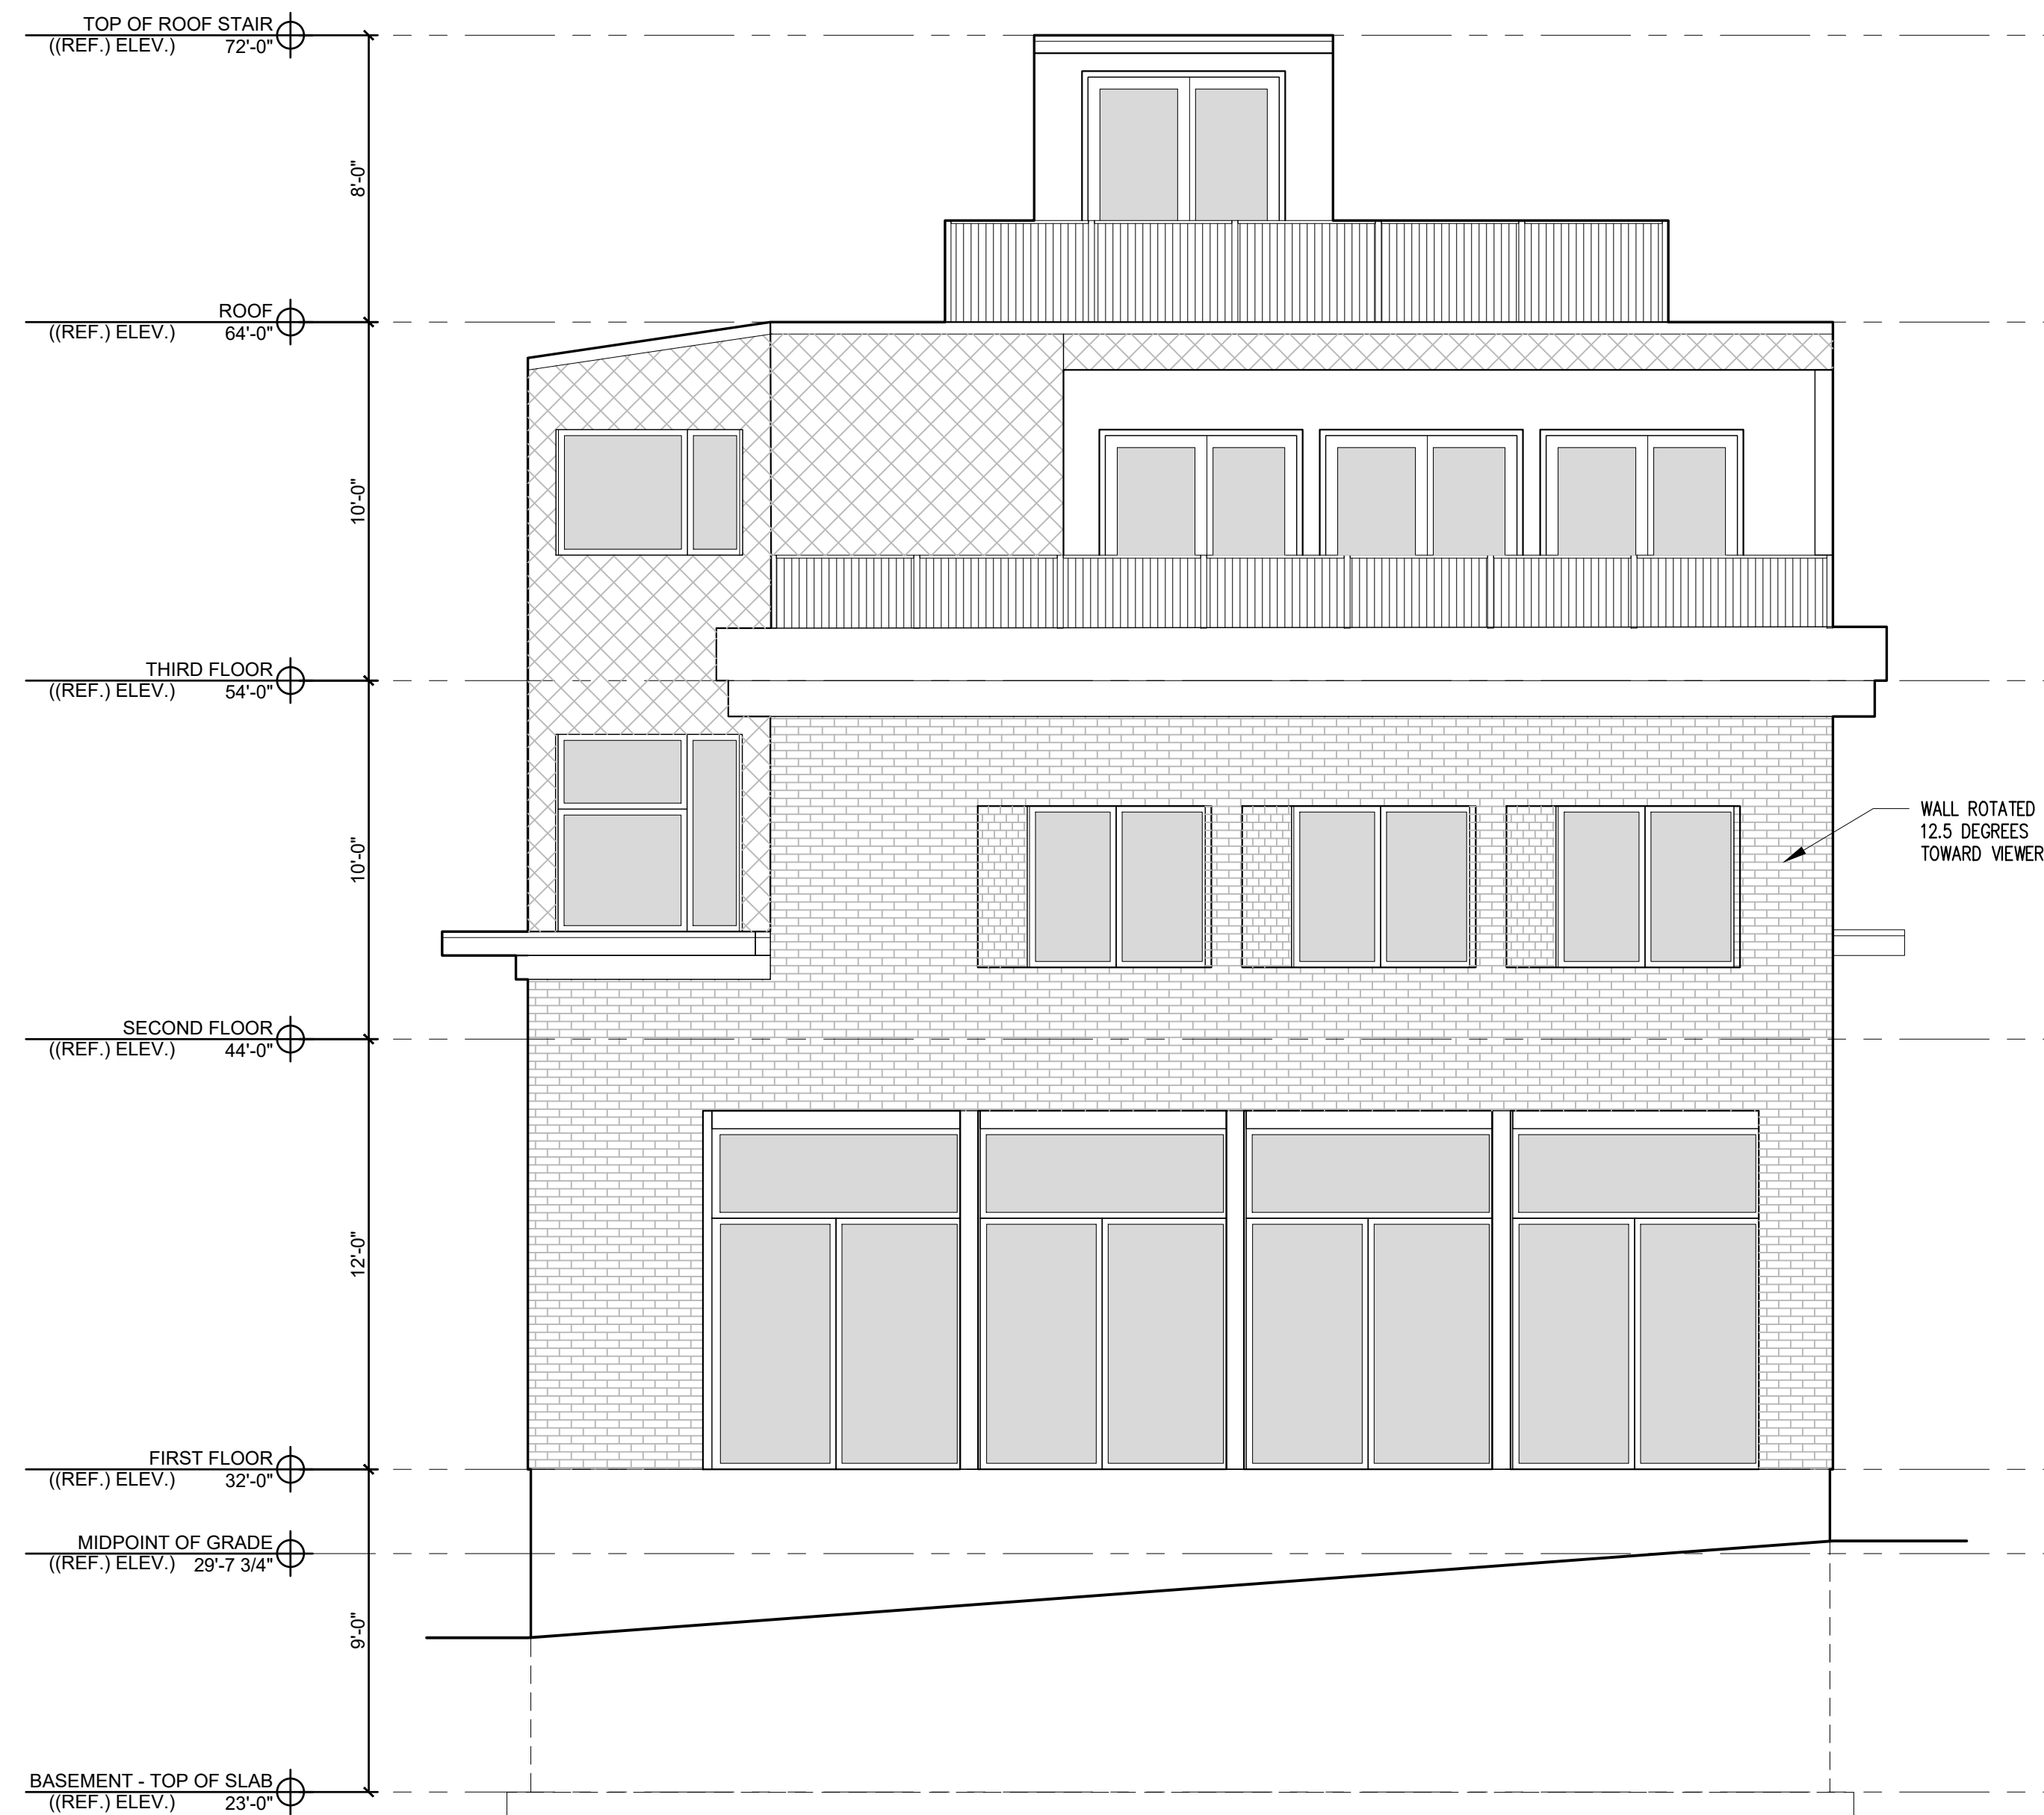 TOP OF ROOF STAIR
((REF.) ELEV.) 72'-0"
8'-0"
ROOF
((REF.) ELEV.) 64'-0"
10'-0"
THIRD FLOOR
((REF.) ELEV.) 54'-0"
WALL ROTATED
12.5 DEGREES
TOWARD VIEWER
10'-0"
SECOND FLOOR
((REF.) ELEV.) 44'-0"
12'-0"
FIRST FLOOR
((REF.) ELEV.) 32'-0"
MIDPOINT OF GRADE
((REF.) ELEV.) 29'-7 3/4"
9'-0"
BASEMENT - TOP OF SLAB
((REF.) ELEV.) 23'-0"